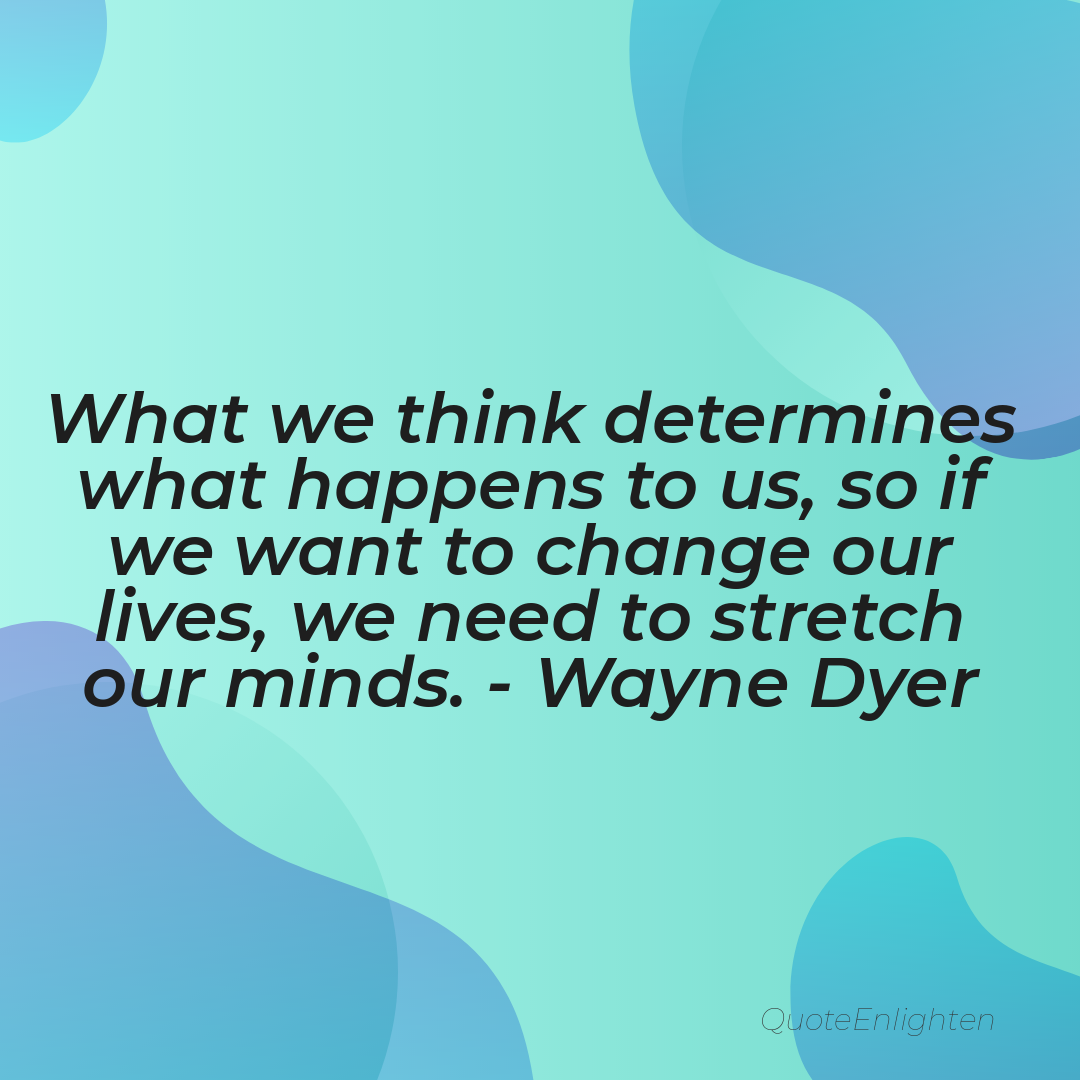 What we think determines
what happens to us, so if
we want to change our
lives, we need to stretch
our minds. - Wayne Dyer
QuoteEnlighten